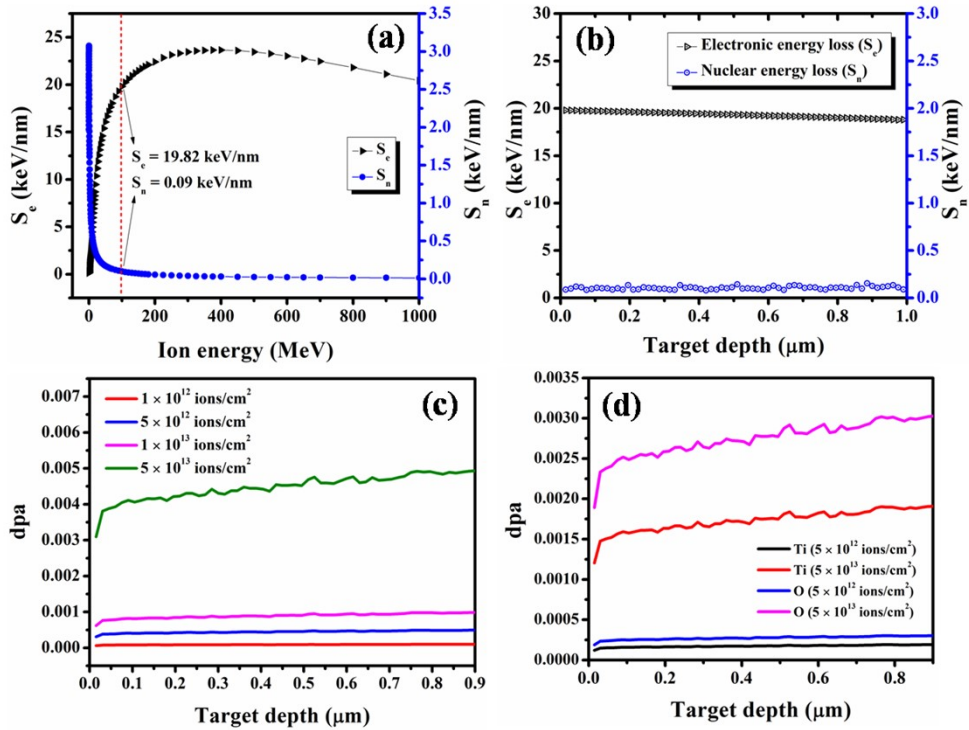 (a)
S_e (keV/nm)
0
5
10
15
20
25
30
S_e = 19.82 keV/nm
S_n = 0.09 keV/nm
S_e
S_n
S_n (keV/nm)
0.0
0.5
1.0
1.5
2.0
2.5
3.0
3.5
0 200 400 600 800 1000
Ion energy (MeV)
(b)
Electronic energy loss (S_e)
Nuclear energy loss (S_n)
S_e (keV/nm)
0
5
10
15
20
25
30
S_n (keV/nm)
0.0
0.5
1.0
1.5
2.0
2.5
3.0
0.0 0.2 0.4 0.6 0.8 1.0
Target depth (μm)
(c)
1 × 10^12 ions/cm^2
5 × 10^12 ions/cm^2
1 × 10^13 ions/cm^2
5 × 10^13 ions/cm^2
dpa
0.000
0.001
0.002
0.003
0.004
0.005
0.006
0.007
0.0 0.1 0.2 0.3 0.4 0.5 0.6 0.7 0.8 0.9
Target depth (μm)
(d)
dpa
0.0000
0.0005
0.0010
0.0015
0.0020
0.0025
0.0030
0.0035
Ti (5 × 10^12 ions/cm^2)
Ti (5 × 10^13 ions/cm^2)
O (5 × 10^12 ions/cm^2)
O (5 × 10^13 ions/cm^2)
0.0 0.2 0.4 0.6 0.8
Target depth (μm)